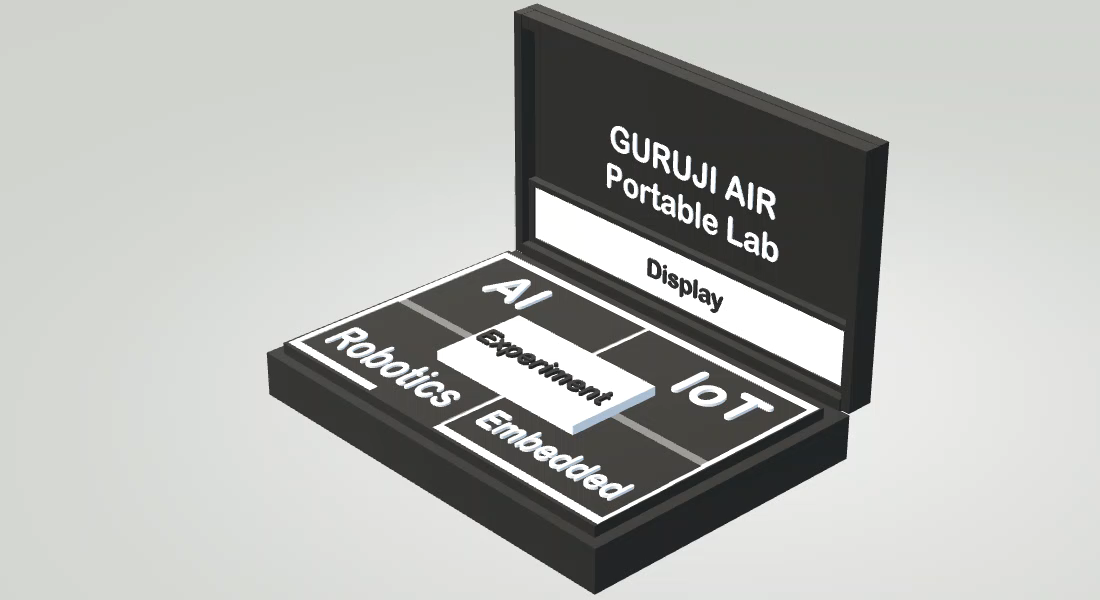 GURUJI AIR
Portable Lab
Display
AI
Experiment
IoT
Robotics
Embedded